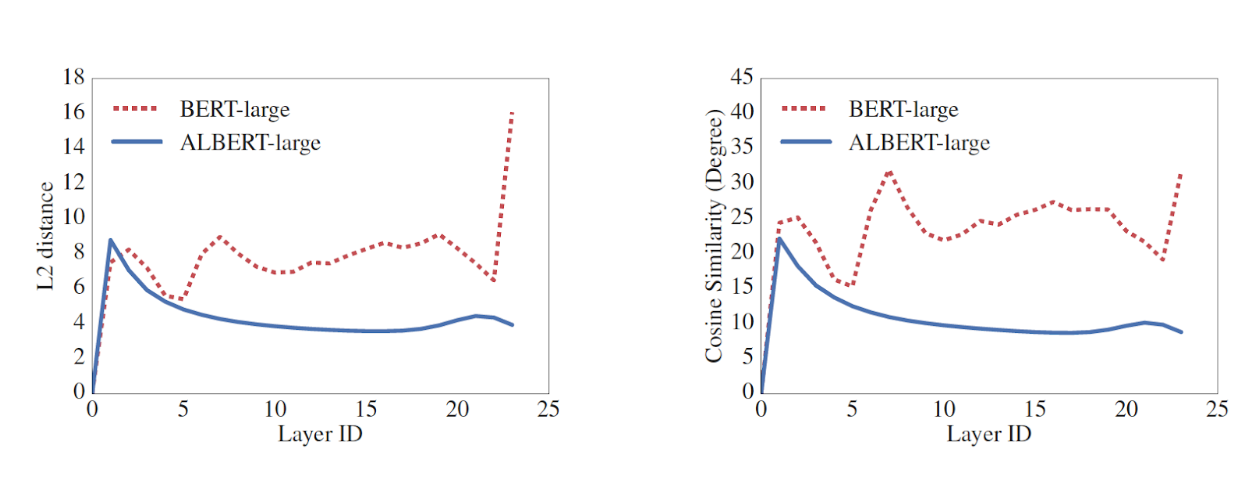 18
16
14
12
10
8
6
4
2
0
L2 distance
BERT-large
ALBERT-large
0 5 10 15 20 25
Layer ID
45
40
35
30
25
20
15
10
5
0
Cosine Similarity (Degree)
BERT-large
ALBERT-large
0 5 10 15 20 25
Layer ID